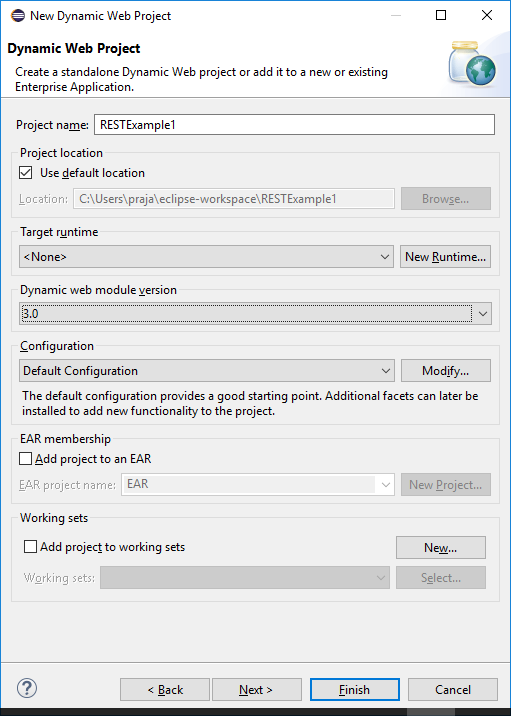 New Dynamic Web Project
Dynamic Web Project
Create a standalone Dynamic Web project or add it to a new or existing
Enterprise Application.
Project name: RESTExample1
Project location
Use default location
Location: C:\Users\praja\eclipse-workspace\RESTExample1 Browse...
Target runtime
<None> New Runtime...
Dynamic web module version
3.0
Configuration
Default Configuration Modify...
The default configuration provides a good starting point. Additional facets can later be
installed to add new functionality to the project.
EAR membership
Add project to an EAR
EAR project name: EAR New Project...
Working sets
Add project to working sets New...
Working sets: Select...
? < Back Next > Finish Cancel